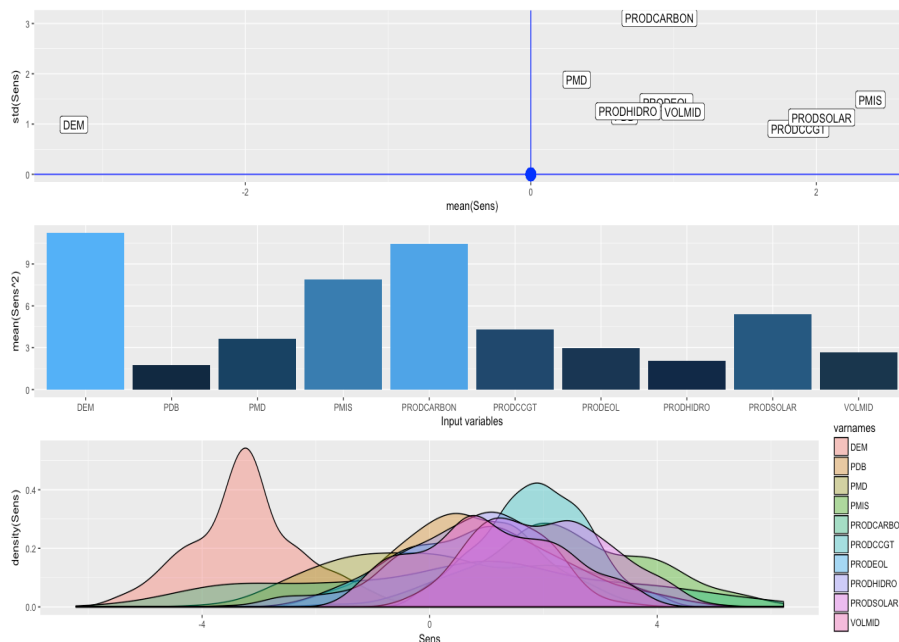 PRODCARBON
3
PMD
2
std(Sens)
PRODEOL
PMIS
PRODHIDRO
VOLMID
PRODSOLAR
DEM
1
PRODCCGT
0
-2 0 2
mean(Sens)
mean(Sens^2)
9
6
3
0
DEM PDB PMD PMIS PRODCARBON PRODCCGT PRODEOL PRODHIDRO PRODSOLAR VOLMID
Input variables
varnames
DEM
PDB
PMD
PMIS
PRODCARBO
PRODCCGT
PRODEOL
PRODHIDRO
PRODSOLAR
VOLMID
density(Sens)
0.4
0.2
0.0
-4 0 4
Sens